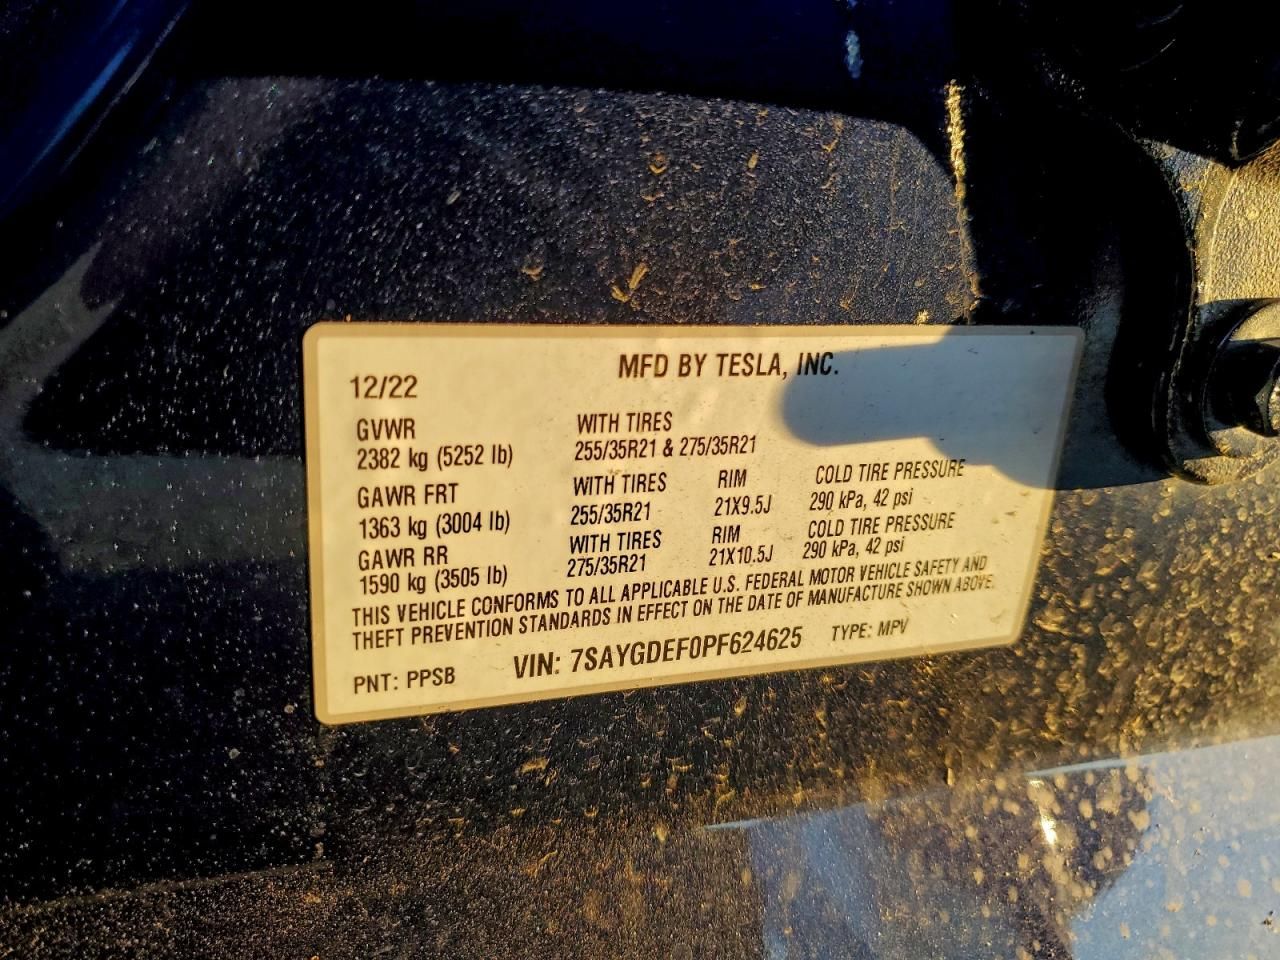 MFD BY TESLA, INC.
12/22
GVWR WITH TIRES
2382 kg (5252 lb) 255/35R21 & 275/35R21
GAWR FRT WITH TIRES RIM COLD TIRE PRESSURE
1363 kg (3004 lb) 255/35R21 21X9.5J 290 kPa, 42 psi
GAWR RR WITH TIRES RIM COLD TIRE PRESSURE
1590 kg (3505 lb) 275/35R21 21X10.5J 290 kPa, 42 psi
THIS VEHICLE CONFORMS TO ALL APPLICABLE U.S. FEDERAL MOTOR VEHICLE SAFETY AND
THEFT PREVENTION STANDARDS IN EFFECT ON THE DATE OF MANUFACTURE SHOWN ABOVE.
PNT: PPSB VIN: 7SAYGDEF0PF624625 TYPE: MPV